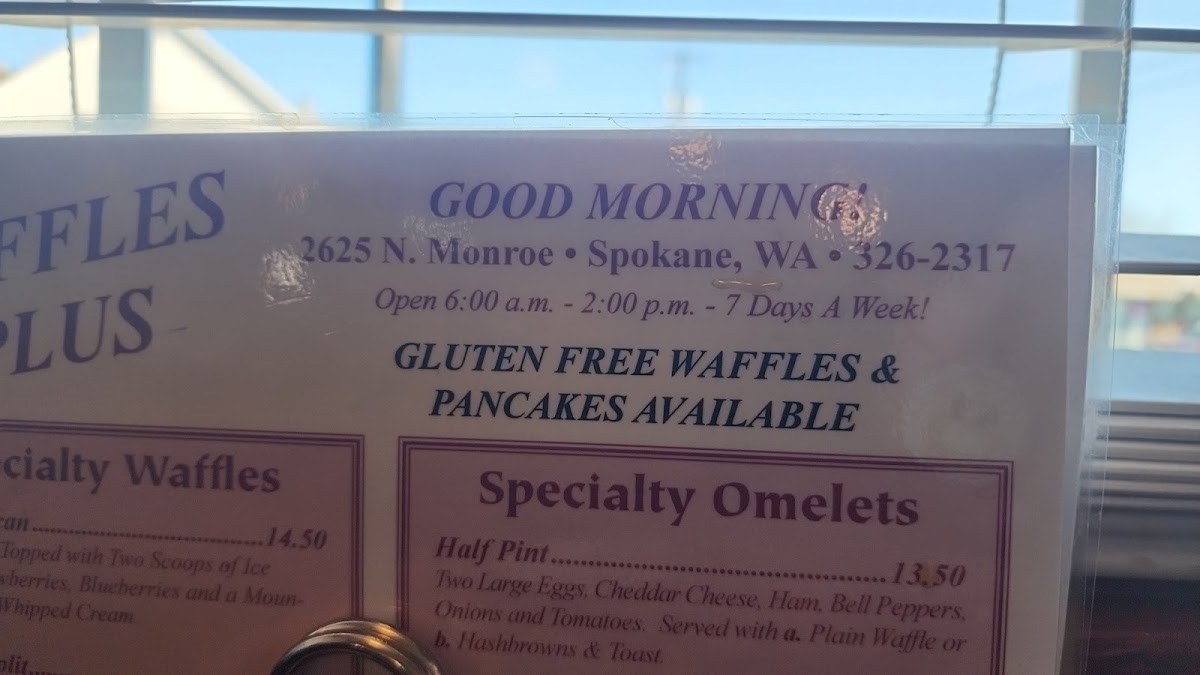 FFLES
PLUS
GOOD MORNING!
2625 N. Monroe • Spokane, WA • 326-2317
Open 6:00 a.m. - 2:00 p.m. - 7 Days A Week!
GLUTEN FREE WAFFLES &
PANCAKES AVAILABLE
cialty Waffles
can..........14.50
Topped with Two Scoops of Ice
wberries, Blueberries and a Moun-
Whipped Cream.
plit...
Specialty Omelets
Half Pint..........13.50
Two Large Eggs, Cheddar Cheese, Ham, Bell Peppers,
Onions and Tomatoes. Served with a. Plain Waffle or
b. Hashbrowns & Toast.